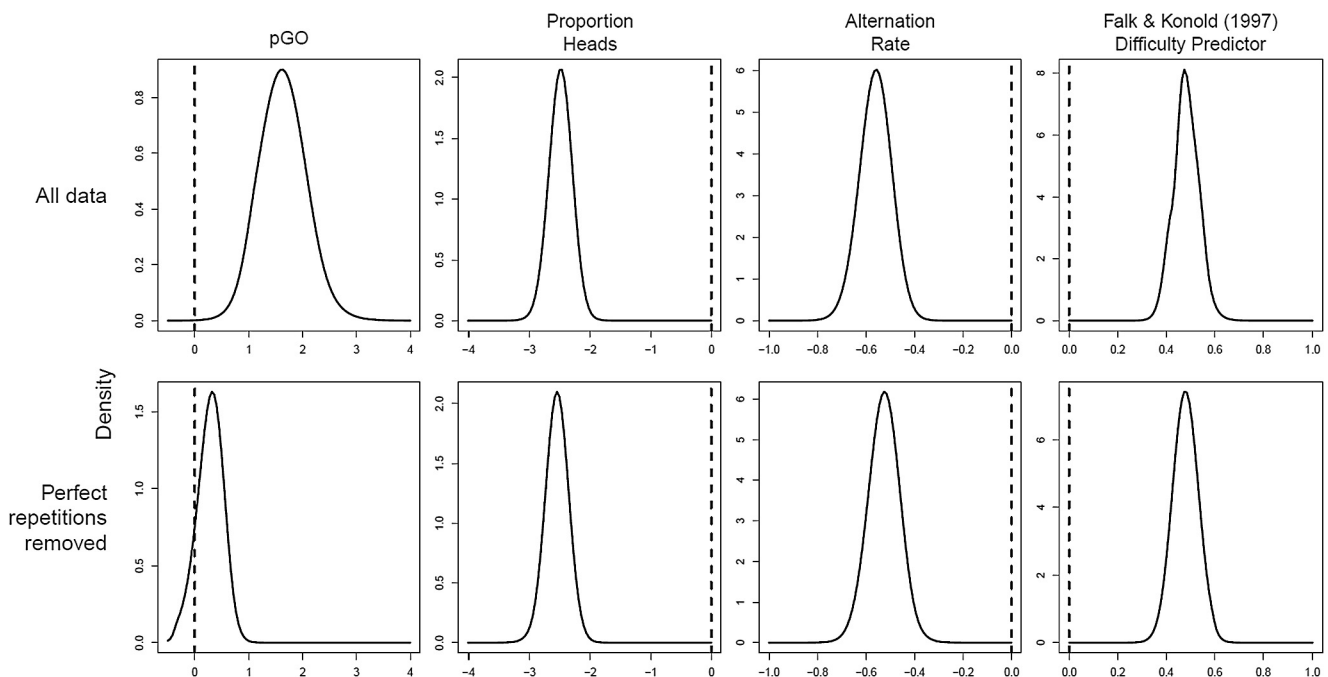 pGO
Proportion
Heads
Alternation
Rate
Falk & Konold (1997)
Difficulty Predictor
All data
0.0 0.2 0.4 0.6 0.8
0 1 2 3 4
0.0 0.5 1.0 1.5 2.0
−4 −3 −2 −1 0
0 1 2 3 4 5 6
−1.0 −0.8 −0.6 −0.4 −0.2 0.0
0 2 4 6 8
0.0 0.2 0.4 0.6 0.8 1.0
Density
Perfect
repetitions
removed
0.0 0.5 1.0 1.5
0 1 2 3 4
0.0 0.5 1.0 1.5 2.0
−4 −3 −2 −1 0
0 1 2 3 4 5 6
−1.0 −0.8 −0.6 −0.4 −0.2 0.0
0 2 4 6
0.0 0.2 0.4 0.6 0.8 1.0